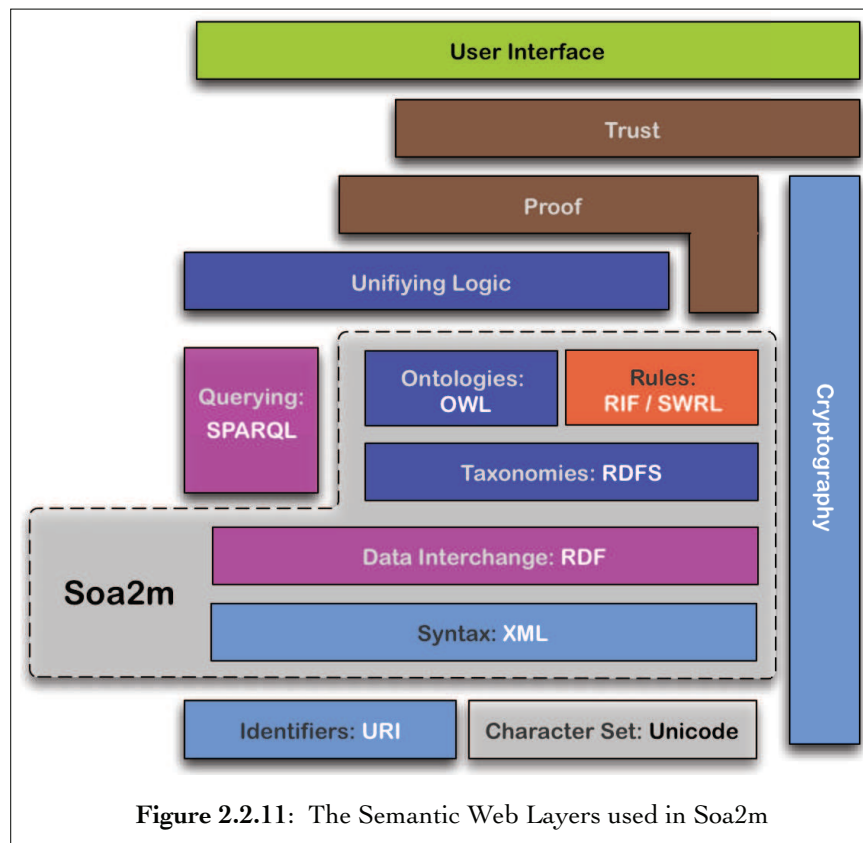 User Interface
Trust
Proof
Unifiying Logic
Querying:
SPARQL
Ontologies:
OWL
Rules:
RIF / SWRL
Taxonomies: RDFS
Cryptography
Data Interchange: RDF
Soa2m
Syntax: XML
Identifiers: URI
Character Set: Unicode
Figure 2.2.11: The Semantic Web Layers used in Soa2m